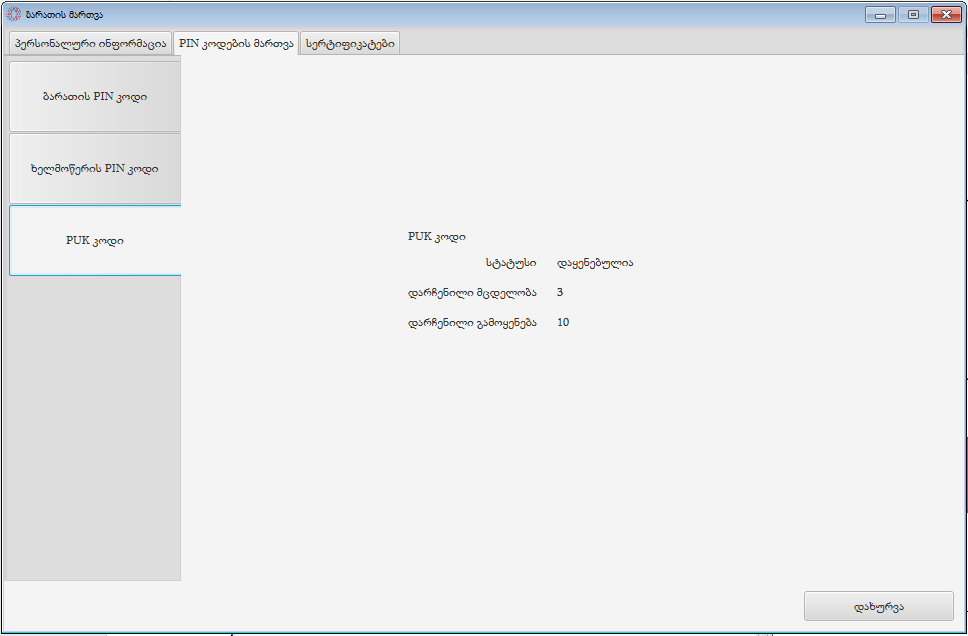 ბარათის მართვა
პერსონალური ინფორმაცია PIN კოდების მართვა სერტიფიკატები
ბარათის PIN კოდი
ხელმოწერის PIN კოდი
PUK კოდი
PUK კოდი
სტატუსი დაყენებულია
დარჩენილი მცდელობა 3
დარჩენილი გამოყენება 10
დახურვა